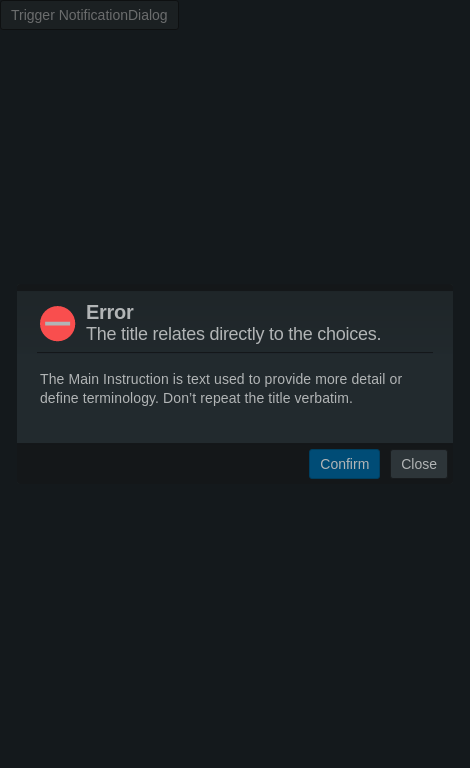 Trigger NotificationDialog
Error
The title relates directly to the choices.
The Main Instruction is text used to provide more detail or
define terminology. Don’t repeat the title verbatim.
Confirm
Close